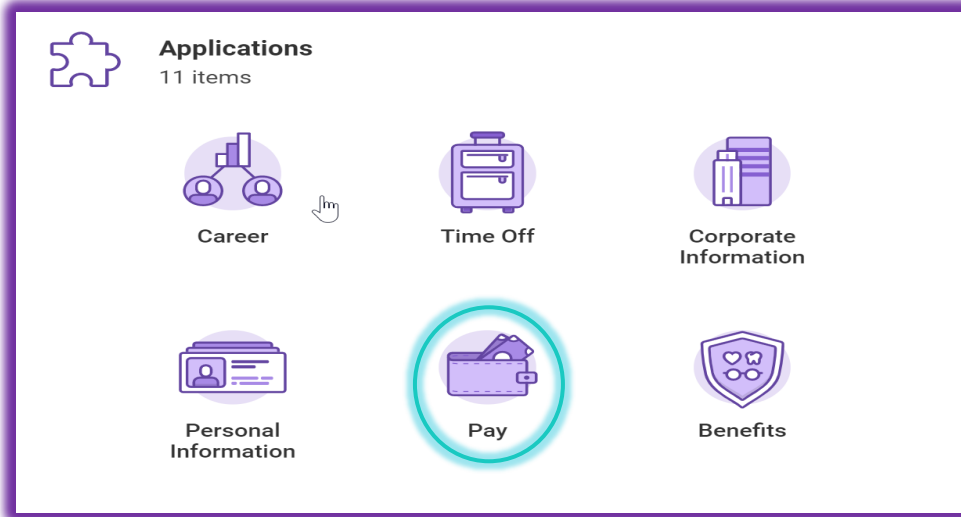 Applications
11 items
Career
Time Off
Corporate
Information
Personal
Information
Pay
Benefits